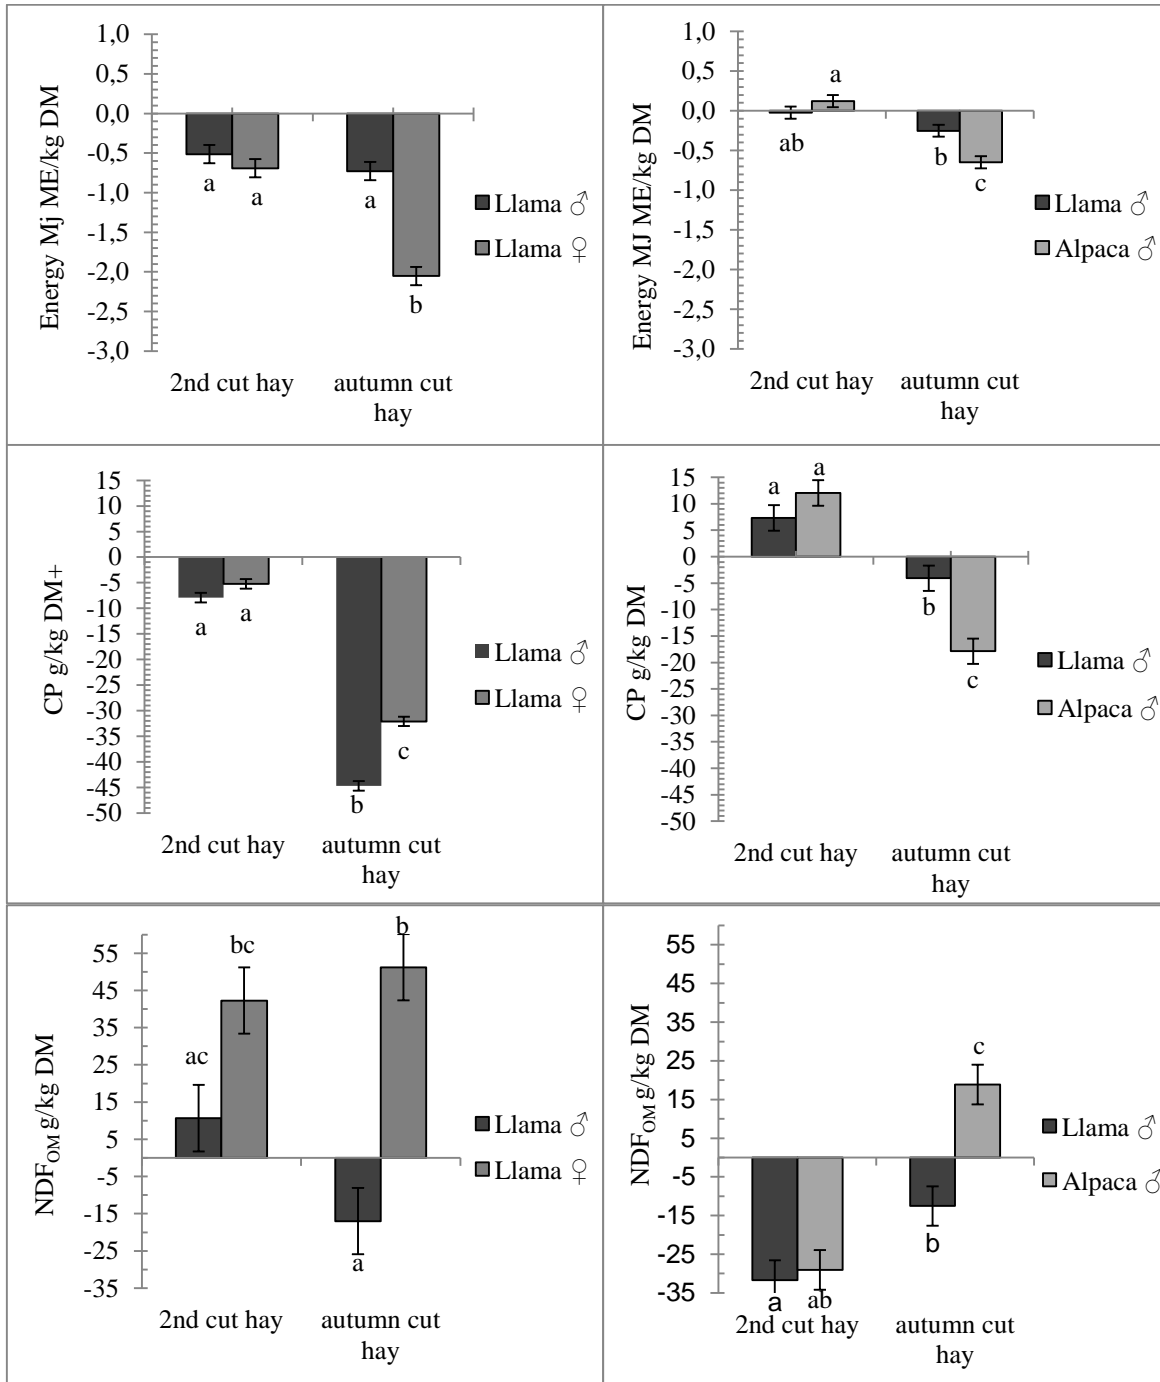 1,0
0,5
0,0
-0,5
-1,0
-1,5
-2,0
-2,5
-3,0
Energy Mj ME/kg DM
a
a
a
b
2nd cut hay
autumn cut
hay
Llama ♂
Llama ♀
1,0
0,5
0,0
-0,5
-1,0
-1,5
-2,0
-2,5
-3,0
Energy MJ ME/kg DM
ab
a
b
c
2nd cut hay
autumn cut
hay
Llama ♂
Alpaca ♂
15
10
5
0
-5
-10
-15
-20
-25
-30
-35
-40
-45
-50
CP g/kg DM+
a
a
b
c
2nd cut hay
autumn cut
hay
Llama ♂
Llama ♀
15
10
5
0
-5
-10
-15
-20
-25
-30
-35
-40
-45
-50
CP g/kg DM
a
a
b
c
2nd cut hay
autumn cut
hay
Llama ♂
Alpaca ♂
55
45
35
25
15
5
-5
-15
-25
-35
NDFOM g/kg DM
ac
bc
a
b
2nd cut hay
autumn cut
hay
Llama ♂
Llama ♀
55
45
35
25
15
5
-5
-15
-25
-35
NDFOM g/kg DM
a
ab
b
c
2nd cut hay
autumn cut
hay
Llama ♂
Alpaca ♂